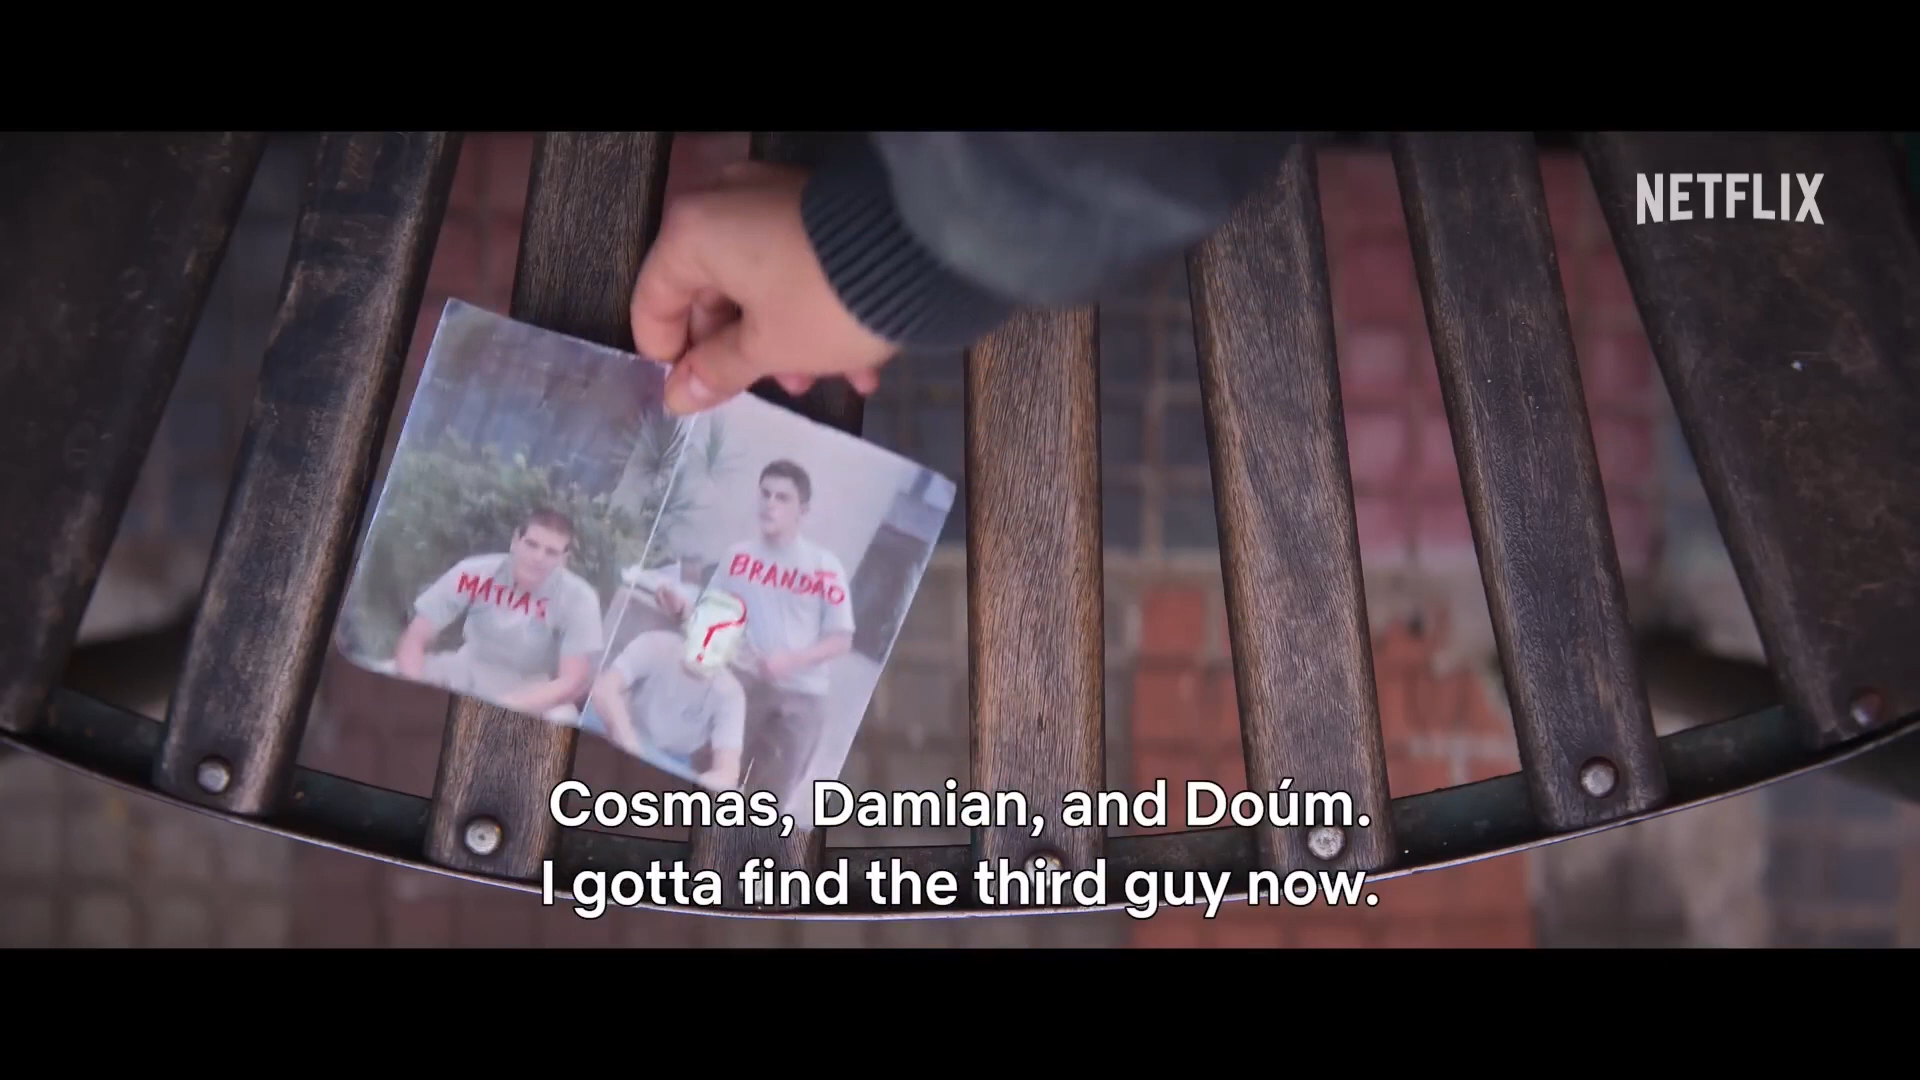 NETFLIX
MATIAS
BRANDÃO
?
Cosmas, Damian, and Doúm.
I gotta find the third guy now.